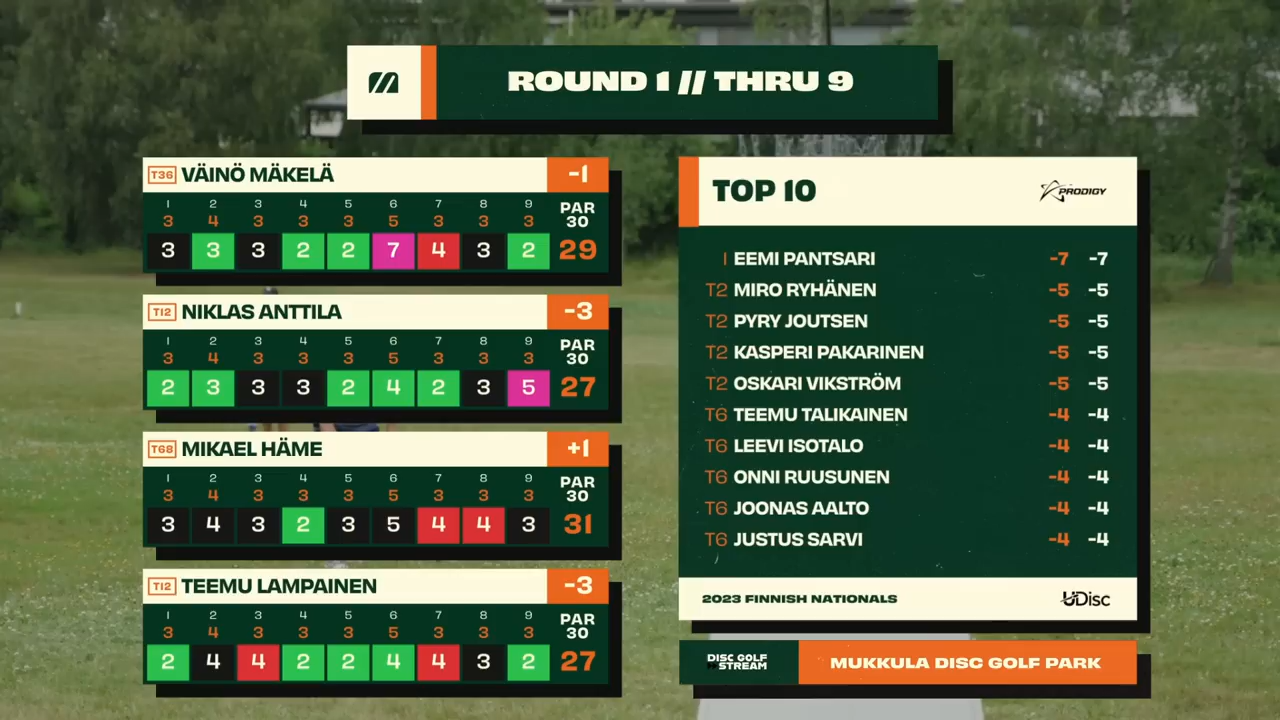 ROUND 1 // THRU 9
T36 VÄINÖ MÄKELÄ -1
1 2 3 4 5 6 7 8 9 PAR
3 4 3 3 3 5 3 3 3 30
3 3 3 2 2 7 4 3 2 29
T12 NIKLAS ANTTILA -3
1 2 3 4 5 6 7 8 9 PAR
3 4 3 3 3 5 3 3 3 30
2 3 3 3 2 4 2 3 5 27
T68 MIKAEL HÄME +1
1 2 3 4 5 6 7 8 9 PAR
3 4 3 3 3 5 3 3 3 30
3 4 3 2 3 5 4 4 3 31
T12 TEEMU LAMPAINEN -3
1 2 3 4 5 6 7 8 9 PAR
3 4 3 3 3 5 3 3 3 30
2 4 4 2 2 4 4 3 2 27
TOP 10 PRODIGY
1 EEMI PANTSARI -7 -7
T2 MIRO RYHÄNEN -5 -5
T2 PYRY JOUTSEN -5 -5
T2 KASPERI PAKARINEN -5 -5
T2 OSKARI VIKSTRÖM -5 -5
T6 TEEMU TALIKAINEN -4 -4
T6 LEEVI ISOTALO -4 -4
T6 ONNI RUUSUNEN -4 -4
T6 JOONAS AALTO -4 -4
T6 JUSTUS SARVI -4 -4
2023 FINNISH NATIONALS UDisc
DISC GOLF
STREAM
MUKKULA DISC GOLF PARK